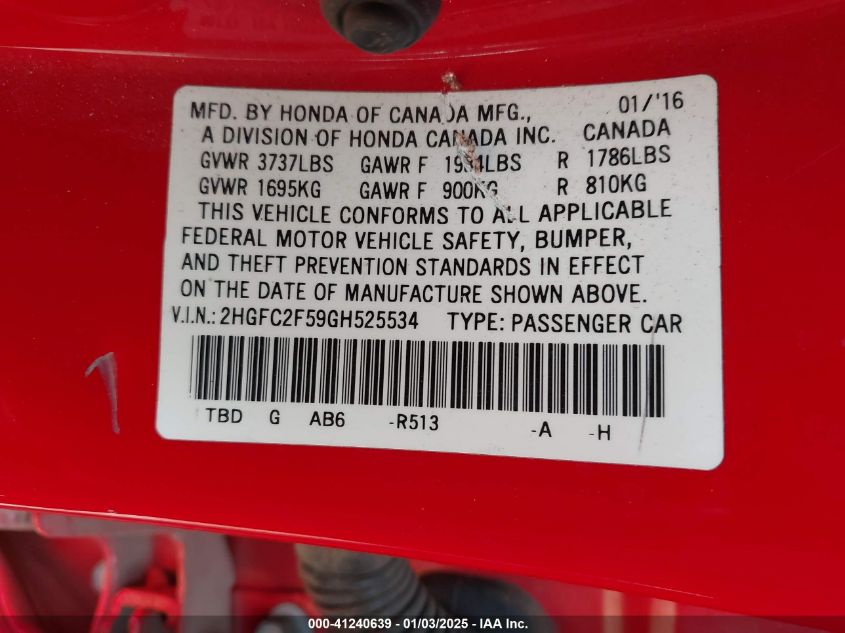 MFD. BY HONDA OF CANADA MFG., 01/'16
A DIVISION OF HONDA CANADA INC. CANADA
GVWR 3737LBS GAWR F 1984LBS R 1786LBS
GVWR 1695KG GAWR F 900KG R 810KG
THIS VEHICLE CONFORMS TO ALL APPLICABLE
FEDERAL MOTOR VEHICLE SAFETY, BUMPER,
AND THEFT PREVENTION STANDARDS IN EFFECT
ON THE DATE OF MANUFACTURE SHOWN ABOVE.
V.I.N.: 2HGFC2F59GH525534 TYPE: PASSENGER CAR
TBD G AB6 -R513 -A -H
000-41240639 - 01/03/2025 - IAA Inc.